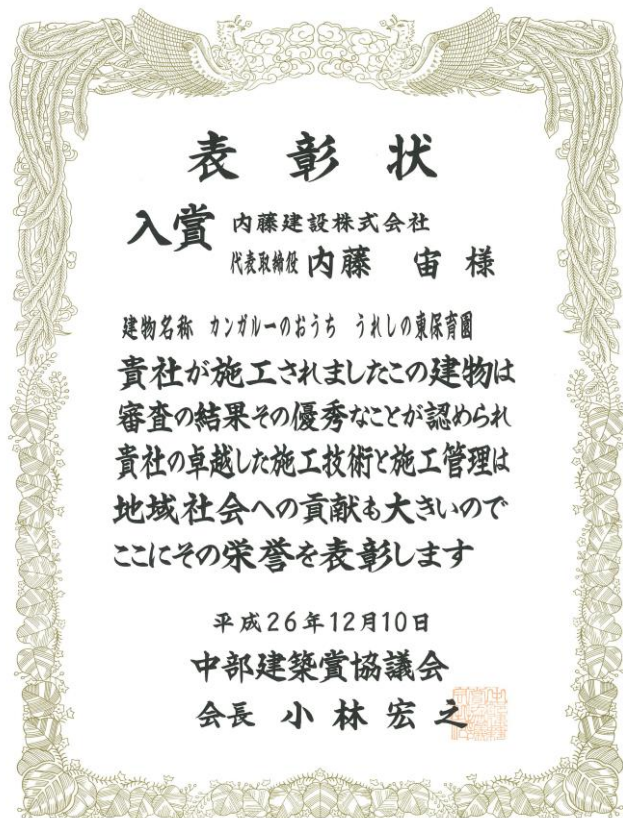 表彰状
入賞 内藤建設株式会社
代表取締役 内藤 宙 様
建物名称 カンガルーのおうち うれしの東保育園
貴社が施工されましたこの建物は
審査の結果その優秀なことが認められ
貴社の卓越した施工技術と施工管理は
地域社会への貢献も大きいので
ここにその栄誉を表彰します
平成26年12月10日
中部建築賞協議会
会長 小林宏之